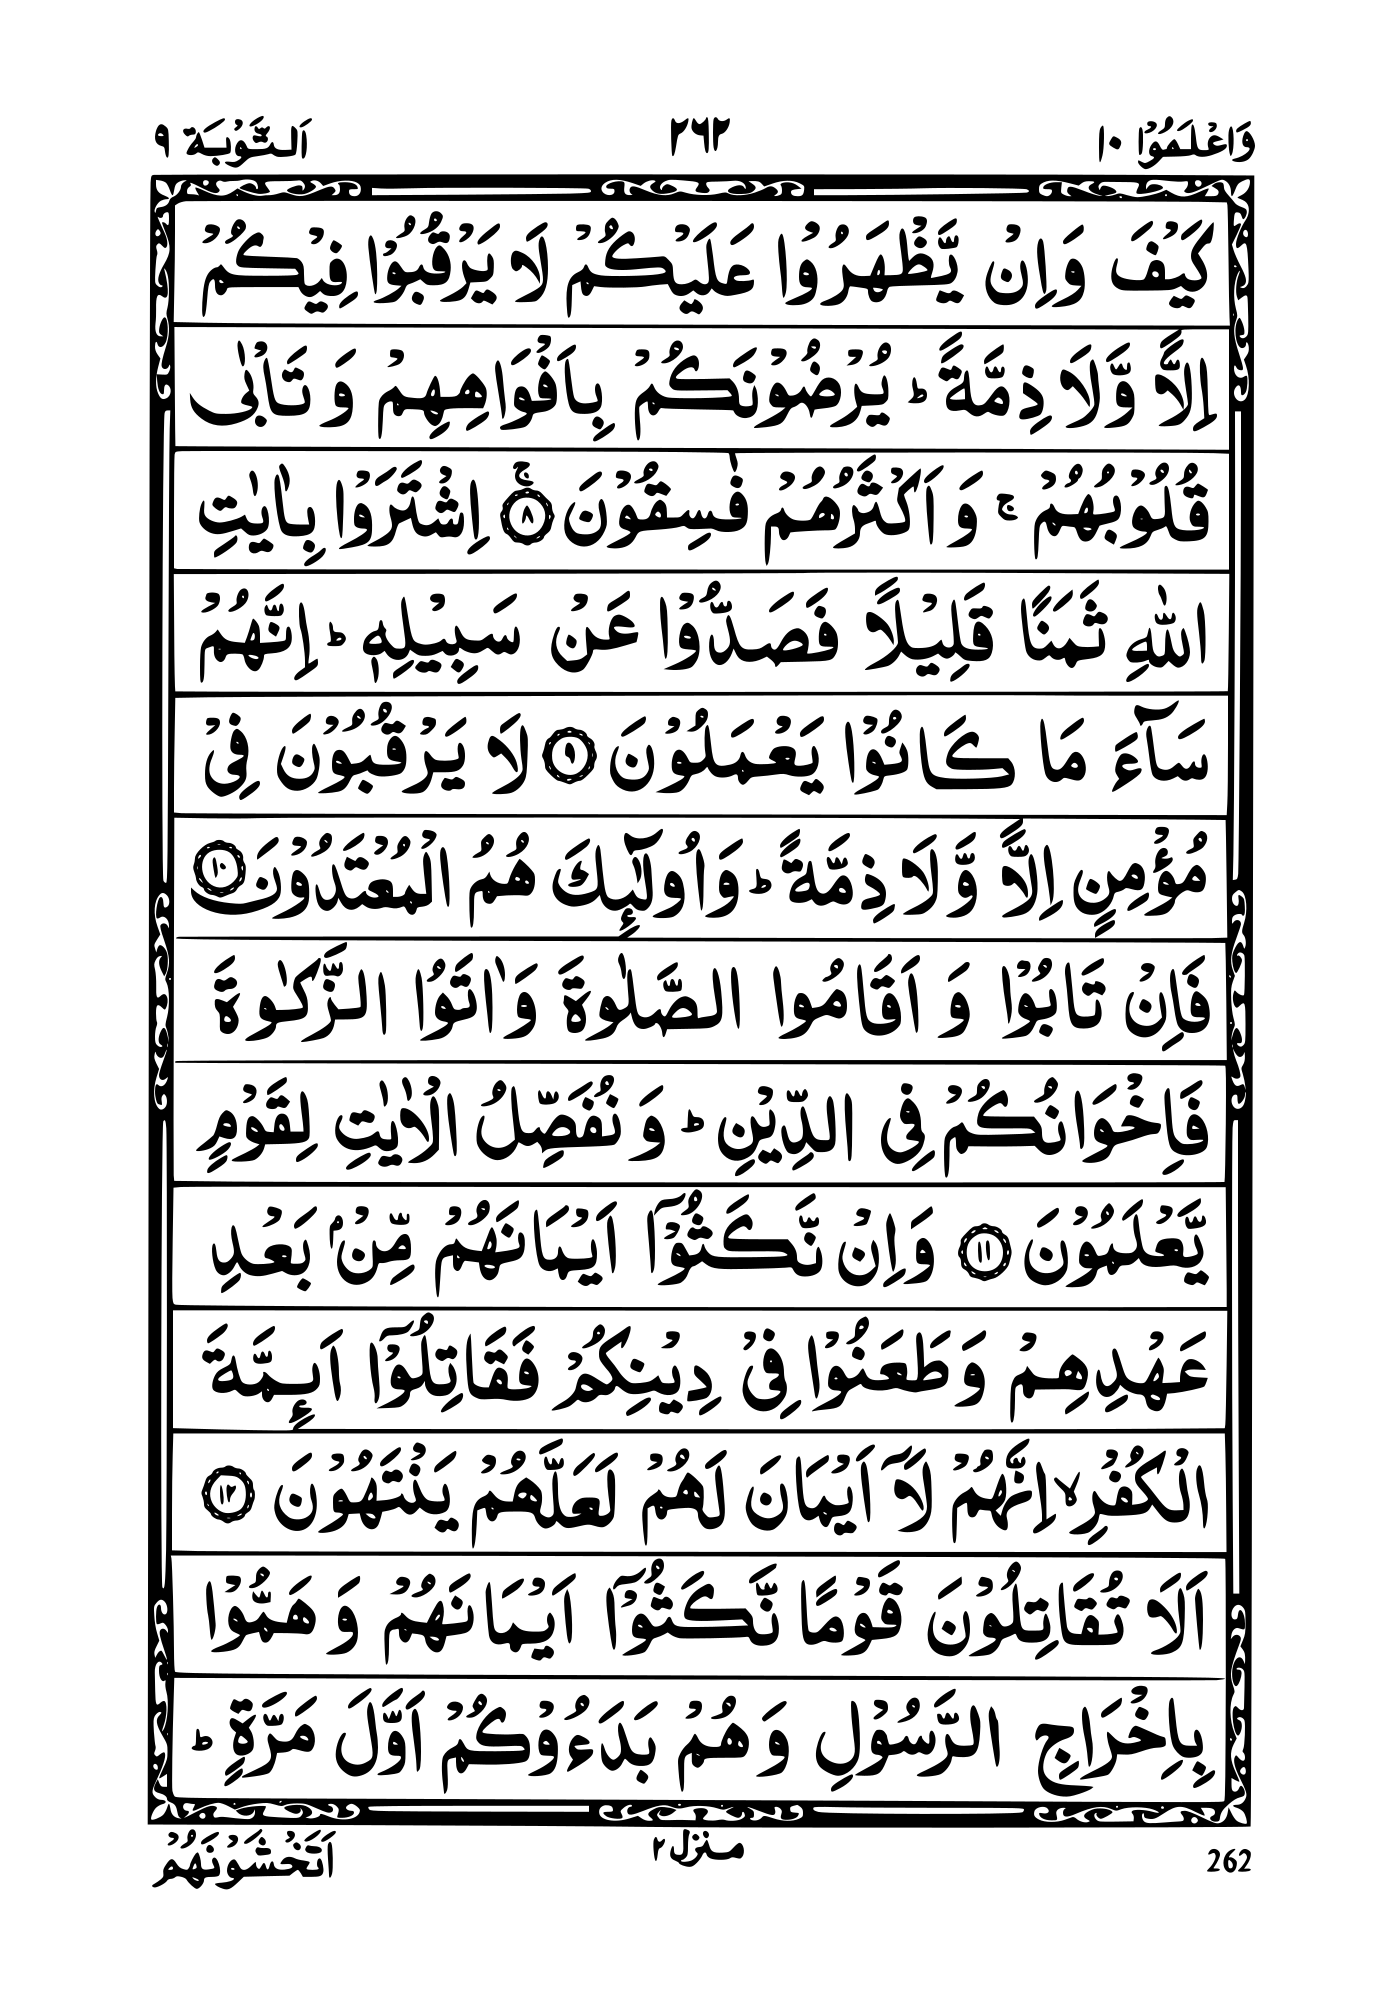 وَاعْلَمُوْٓا ١٠
٢٦٢
اَلتَّوْبَة ٩
كَيْفَ وَاِنْ يَّظْهَرُوْا عَلَيْكُمْ لَا يَرْقُبُوْا فِيْكُمْ
اِلًّا وَّلَا ذِمَّةً ؕ يُرْضُوْنَكُمْ بِاَفْوَاهِهِمْ وَ تَاْبٰى
قُلُوْبُهُمْ ۚ وَ اَكْثَرُهُمْ فٰسِقُوْنَ ۚ ﴿٨﴾ اِشْتَرَوْا بِاٰيٰتِ
اللّٰهِ ثَمَنًا قَلِيْلًا فَصَدُّوْا عَنْ سَبِيْلِهٖ ؕ اِنَّهُمْ
سَآءَ مَا كَانُوْا يَعْمَلُوْنَ ﴿٩﴾ لَا يَرْقُبُوْنَ فِىْ
مُؤْمِنٍ اِلًّا وَّ لَا ذِمَّةً ؕ وَاُولٰٓئِكَ هُمُ الْمُعْتَدُوْنَ ﴿١٠﴾
فَاِنْ تَابُوْا وَ اَقَامُوا الصَّلٰوةَ وَاٰتَوُا الزَّكٰوةَ
فَاِخْوَانُكُمْ فِى الدِّيْنِ ؕ وَ نُفَصِّلُ الْاٰيٰتِ لِقَوْمٍ
يَّعْلَمُوْنَ ﴿١١﴾ وَاِنْ نَّكَثُوْۤا اَيْمَانَهُمْ مِّنْۢ بَعْدِ
عَهْدِهِمْ وَطَعَنُوْا فِىْ دِيْنِكُمْ فَقَاتِلُوْۤا اَئِمَّةَ
الْكُفْرِ ۙ اِنَّهُمْ لَاۤ اَيْمَانَ لَهُمْ لَعَلَّهُمْ يَنْتَهُوْنَ ﴿١٢﴾
اَلَا تُقَاتِلُوْنَ قَوْمًا نَّكَثُوْۤا اَيْمَانَهُمْ وَ هَمُّوْا
بِاِخْرَاجِ الرَّسُوْلِ وَ هُمْ بَدَءُوْكُمْ اَوَّلَ مَرَّةٍ ؕ
262
منزل ٢
اَتَخْشَوْنَهُمْ